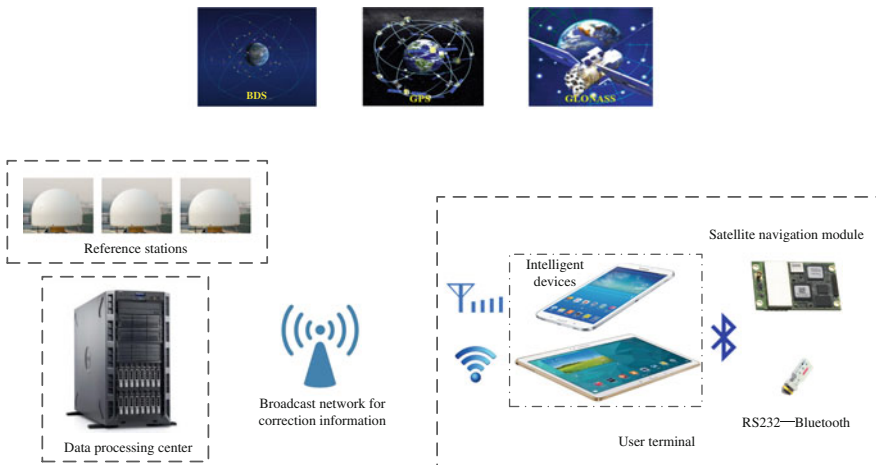 BDS
GPS
GLONASS
Reference stations
Satellite navigation module
Intelligent
devices
Broadcast network for
correction information
RS232—Bluetooth
Data processing center
User terminal